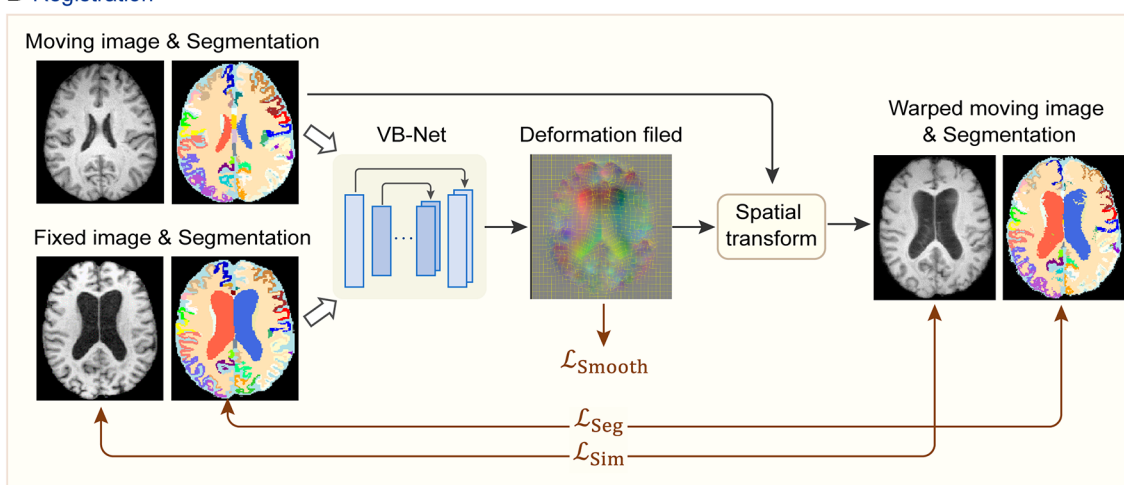 Registration
Moving image & Segmentation
VB-Net
Deformation filed
Warped moving image
& Segmentation
Spatial
transform
Fixed image & Segmentation
...
ℒSmooth
ℒSeg
ℒSim